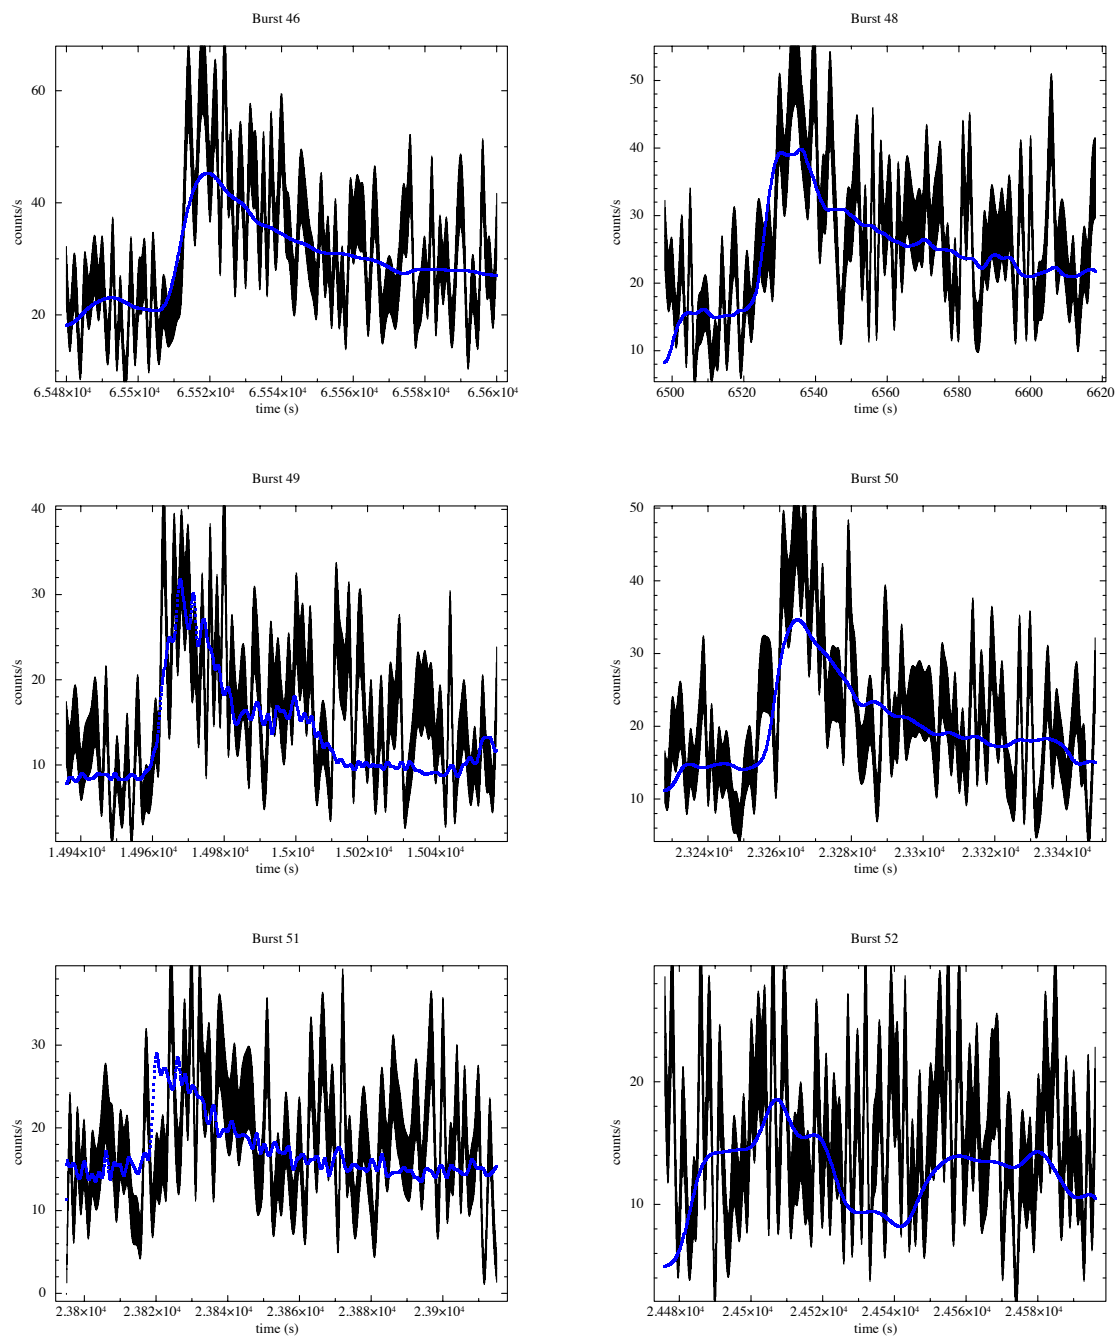 Burst 46
Burst 48
60
40
20
counts/s
6.548×10⁴ 6.55×10⁴ 6.552×10⁴ 6.554×10⁴ 6.556×10⁴ 6.558×10⁴ 6.56×10⁴
time (s)
50
40
30
20
10
counts/s
6500 6520 6540 6560 6580 6600 6620
time (s)
Burst 49
Burst 50
40
30
20
10
counts/s
1.494×10⁴ 1.496×10⁴ 1.498×10⁴ 1.5×10⁴ 1.502×10⁴ 1.504×10⁴
time (s)
50
40
30
20
10
counts/s
2.324×10⁴ 2.326×10⁴ 2.328×10⁴ 2.33×10⁴ 2.332×10⁴ 2.334×10⁴
time (s)
Burst 51
Burst 52
30
20
10
0
counts/s
2.38×10⁴ 2.382×10⁴ 2.384×10⁴ 2.386×10⁴ 2.388×10⁴ 2.39×10⁴
time (s)
20
10
counts/s
2.448×10⁴ 2.45×10⁴ 2.452×10⁴ 2.454×10⁴ 2.456×10⁴ 2.458×10⁴
time (s)